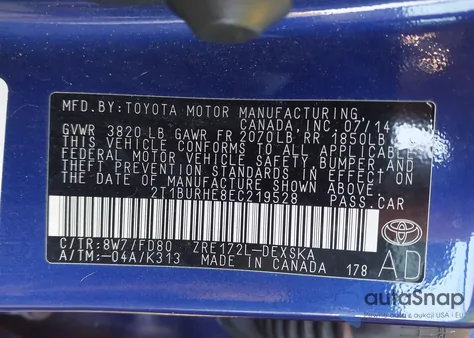 MFD.BY:TOYOTA MOTOR MANUFACTURING,
CANADA,INC.07/14
GVWR 3820 LB GAWR FR 2070LB,RR 1850LB
THIS VEHICLE CONFORMS TO ALL APPLICABLE
FEDERAL MOTOR VEHICLE SAFETY,BUMPER,AND
THEFT PREVENTION STANDARDS IN EFFECT ON
THE DATE OF MANUFACTURE SHOWN ABOVE.
2T1BURHE8EC219528 PASS.CAR
C/TR:8W7/FD80 ZRE172L-DEXSKA
A/TM:-04A/K313 MADE IN CANADA 178 AD
autoSnap